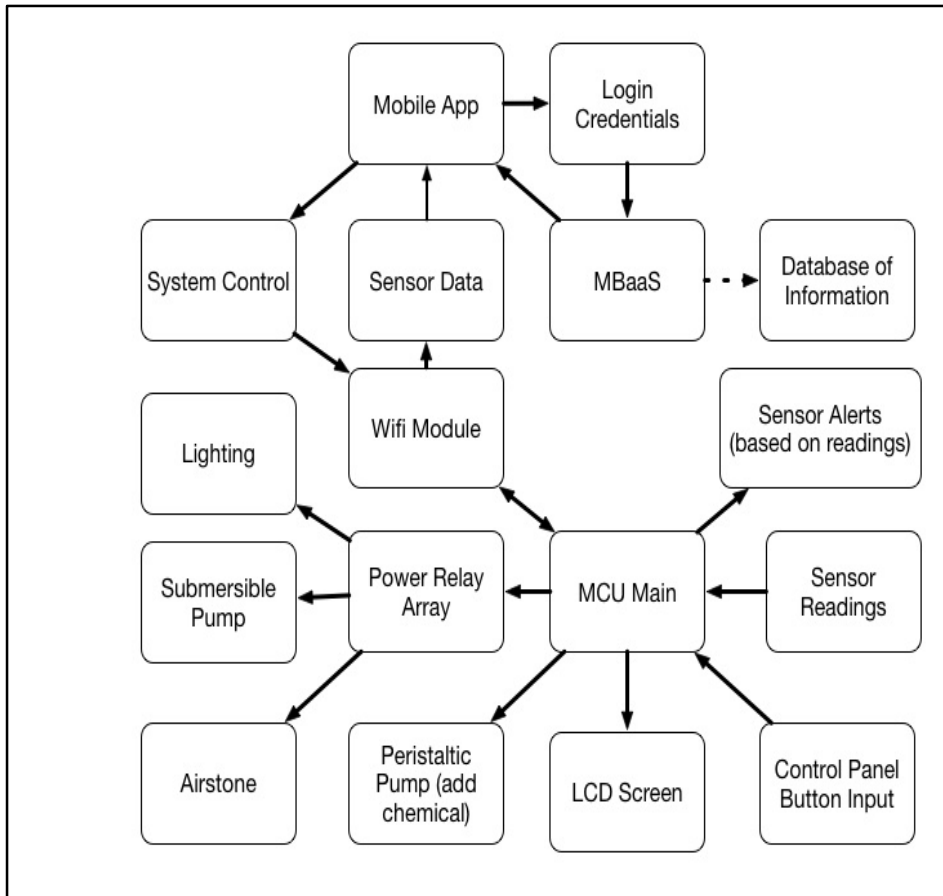 Mobile App
Login
Credentials
System Control
Sensor Data
MBaaS
Database of
Information
Lighting
Wifi Module
Sensor Alerts
(based on readings)
Submersible
Pump
Power Relay
Array
MCU Main
Sensor
Readings
Airstone
Peristaltic
Pump (add
chemical)
LCD Screen
Control Panel
Button Input